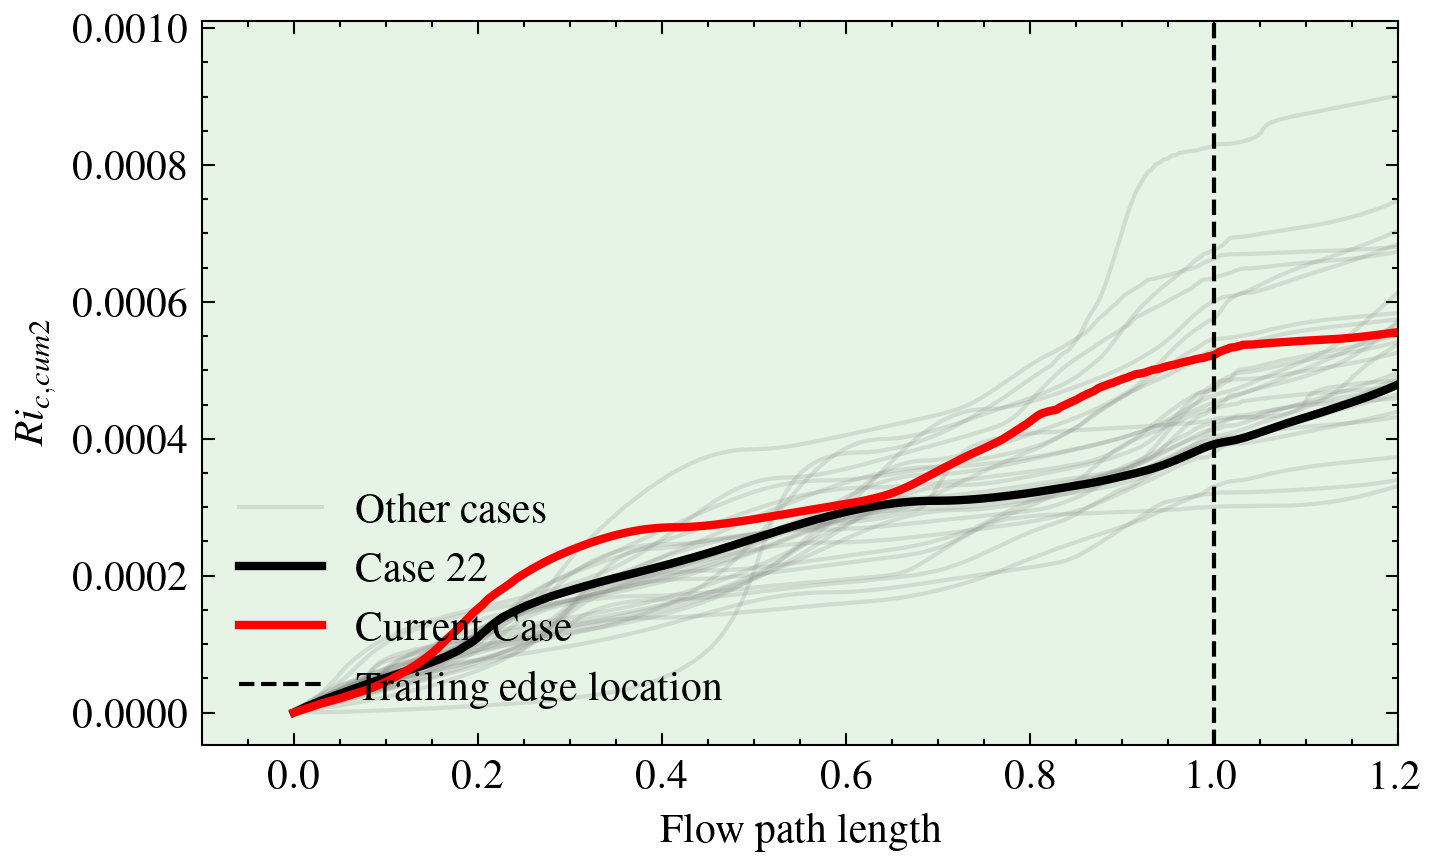 0.0010
0.0008
0.0006
0.0004
0.0002
0.0000
Ri_{c,cum2}
Other cases
Case 22
Current Case
Trailing edge location
0.0 0.2 0.4 0.6 0.8 1.0 1.2
Flow path length